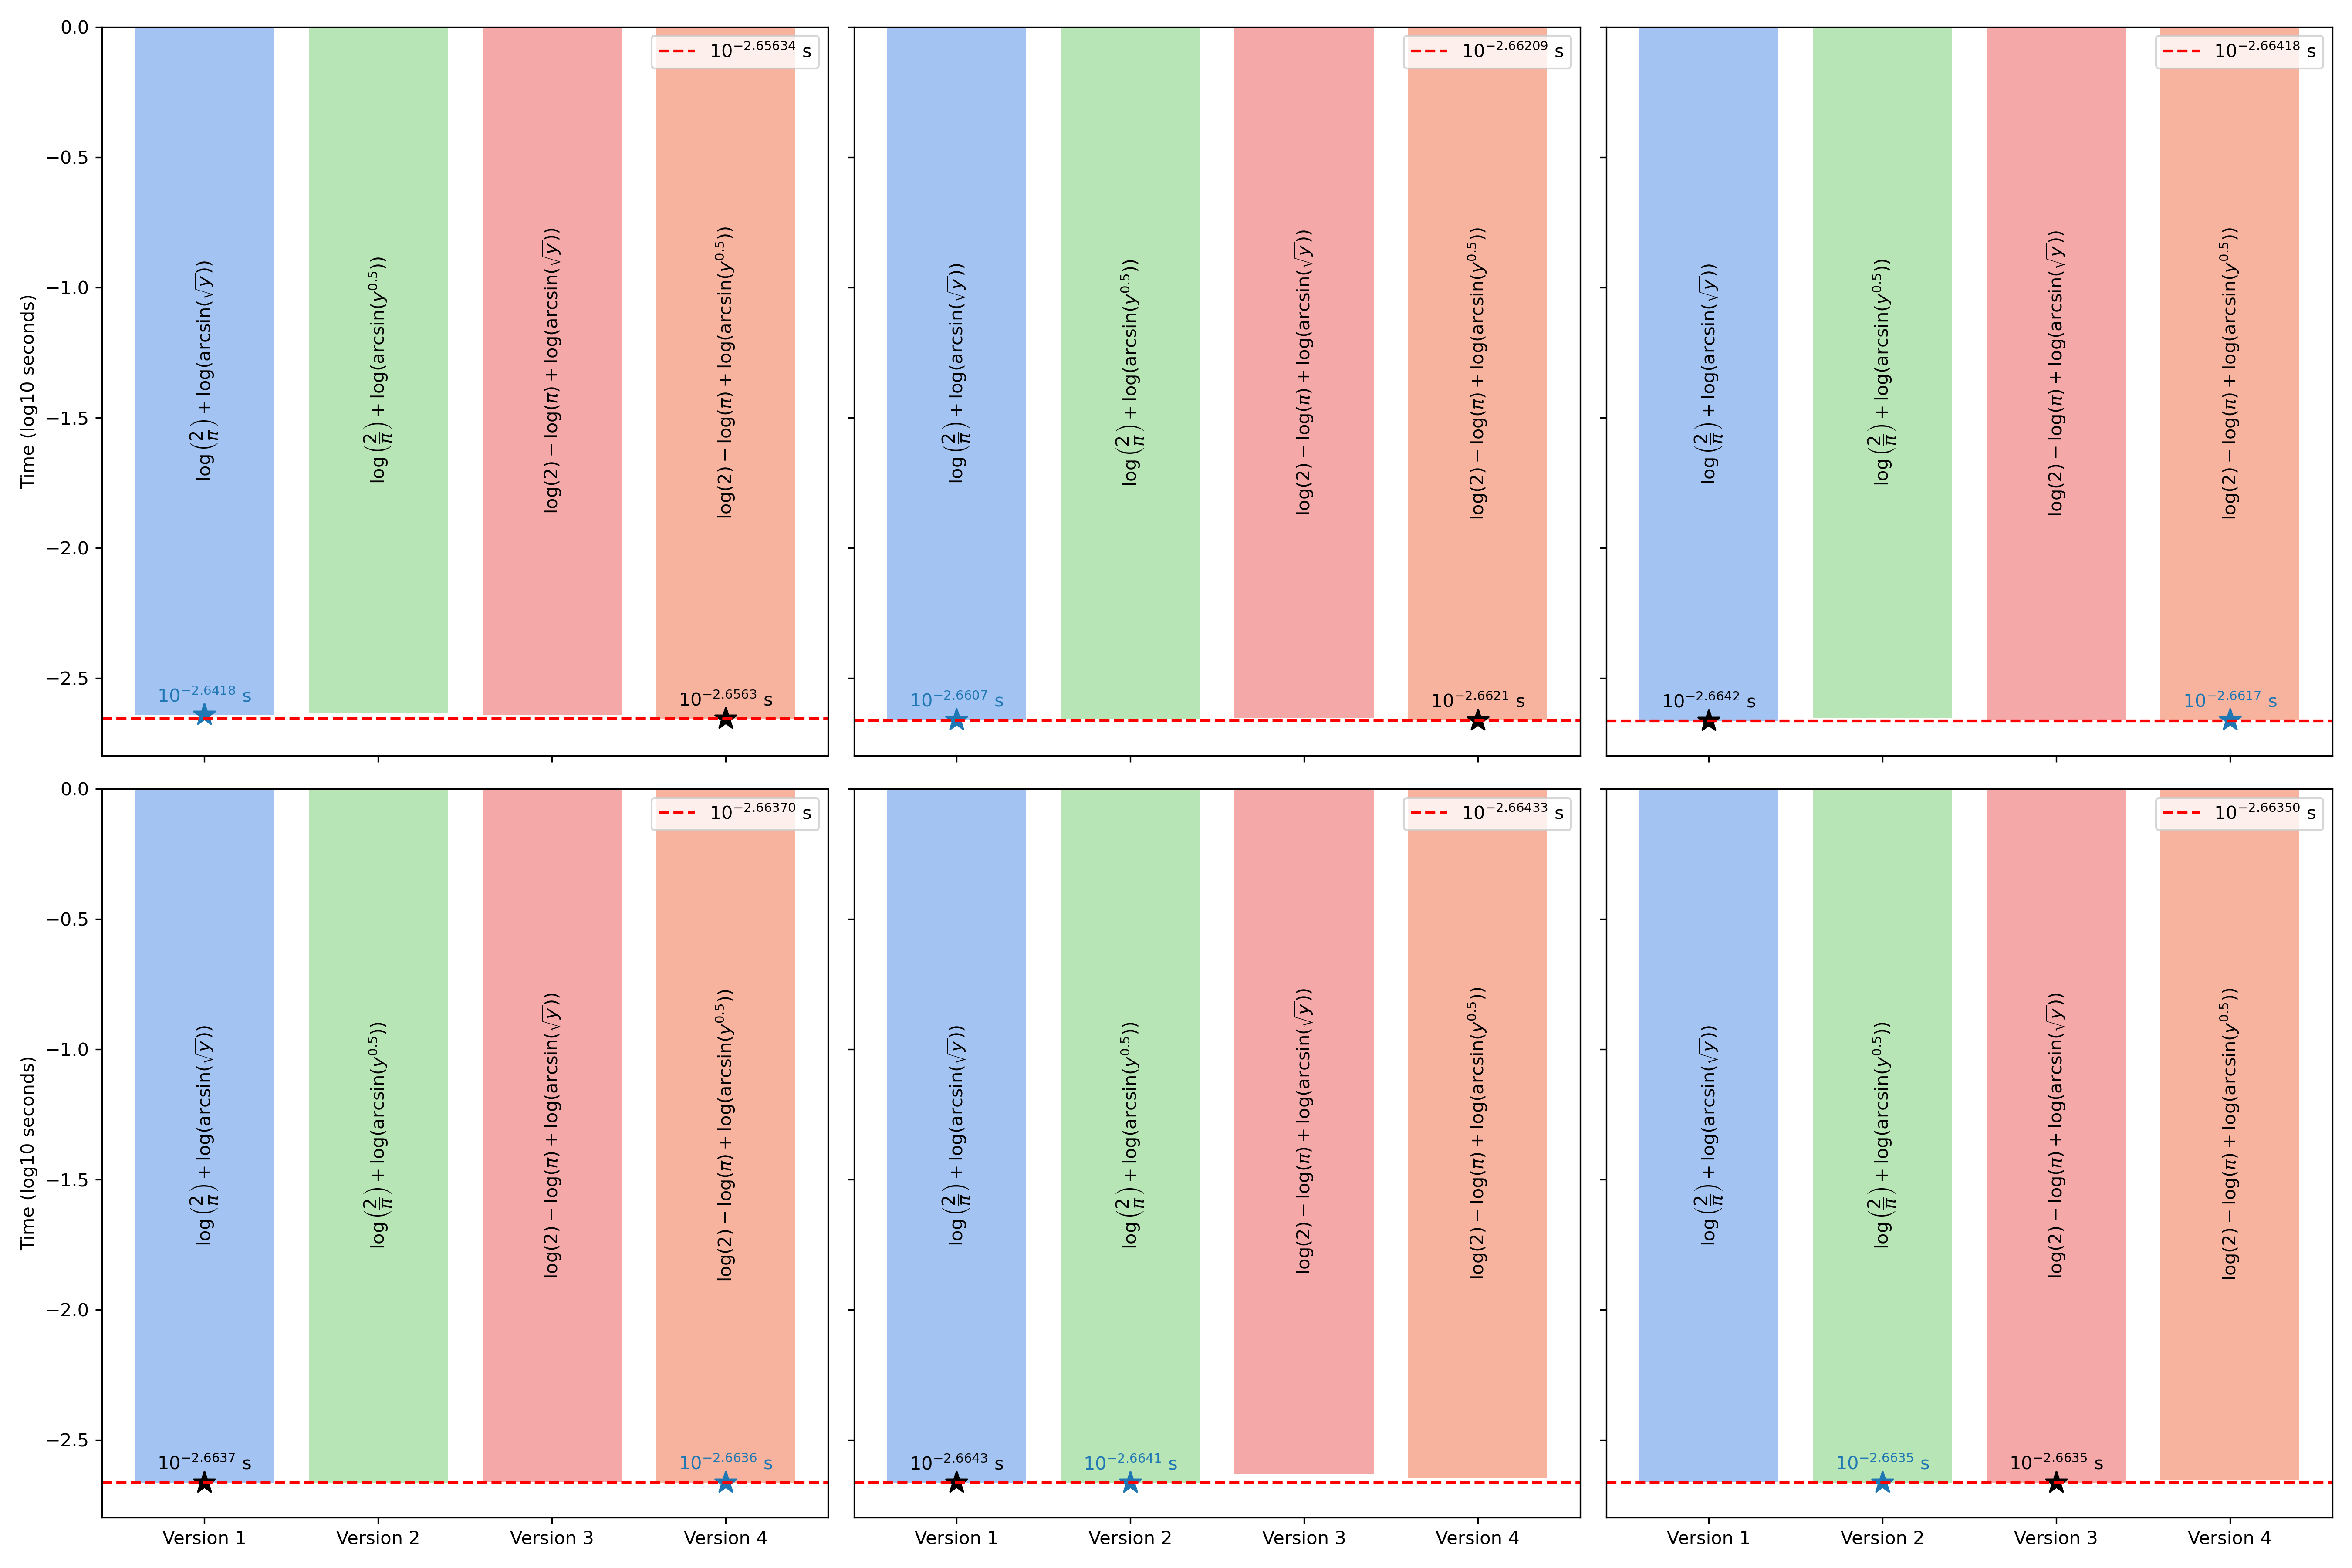 Time (log10 seconds)
0.0
−0.5
−1.0
−1.5
−2.0
−2.5
10^{−2.65634} s
log(2/π) + log(arcsin(√y))
log(2/π) + log(arcsin(y^{0.5}))
log(2) − log(π) + log(arcsin(√y))
log(2) − log(π) + log(arcsin(y^{0.5}))
10^{−2.6418} s
10^{−2.6563} s
10^{−2.66209} s
log(2/π) + log(arcsin(√y))
log(2/π) + log(arcsin(y^{0.5}))
log(2) − log(π) + log(arcsin(√y))
log(2) − log(π) + log(arcsin(y^{0.5}))
10^{−2.6607} s
10^{−2.6621} s
10^{−2.66418} s
log(2/π) + log(arcsin(√y))
log(2/π) + log(arcsin(y^{0.5}))
log(2) − log(π) + log(arcsin(√y))
log(2) − log(π) + log(arcsin(y^{0.5}))
10^{−2.6642} s
10^{−2.6617} s
Time (log10 seconds)
0.0
−0.5
−1.0
−1.5
−2.0
−2.5
10^{−2.66370} s
log(2/π) + log(arcsin(√y))
log(2/π) + log(arcsin(y^{0.5}))
log(2) − log(π) + log(arcsin(√y))
log(2) − log(π) + log(arcsin(y^{0.5}))
10^{−2.6637} s
10^{−2.6636} s
Version 1 Version 2 Version 3 Version 4
10^{−2.66433} s
log(2/π) + log(arcsin(√y))
log(2/π) + log(arcsin(y^{0.5}))
log(2) − log(π) + log(arcsin(√y))
log(2) − log(π) + log(arcsin(y^{0.5}))
10^{−2.6643} s
10^{−2.6641} s
Version 1 Version 2 Version 3 Version 4
10^{−2.66350} s
log(2/π) + log(arcsin(√y))
log(2/π) + log(arcsin(y^{0.5}))
log(2) − log(π) + log(arcsin(√y))
log(2) − log(π) + log(arcsin(y^{0.5}))
10^{−2.6635} s
10^{−2.6635} s
Version 1 Version 2 Version 3 Version 4